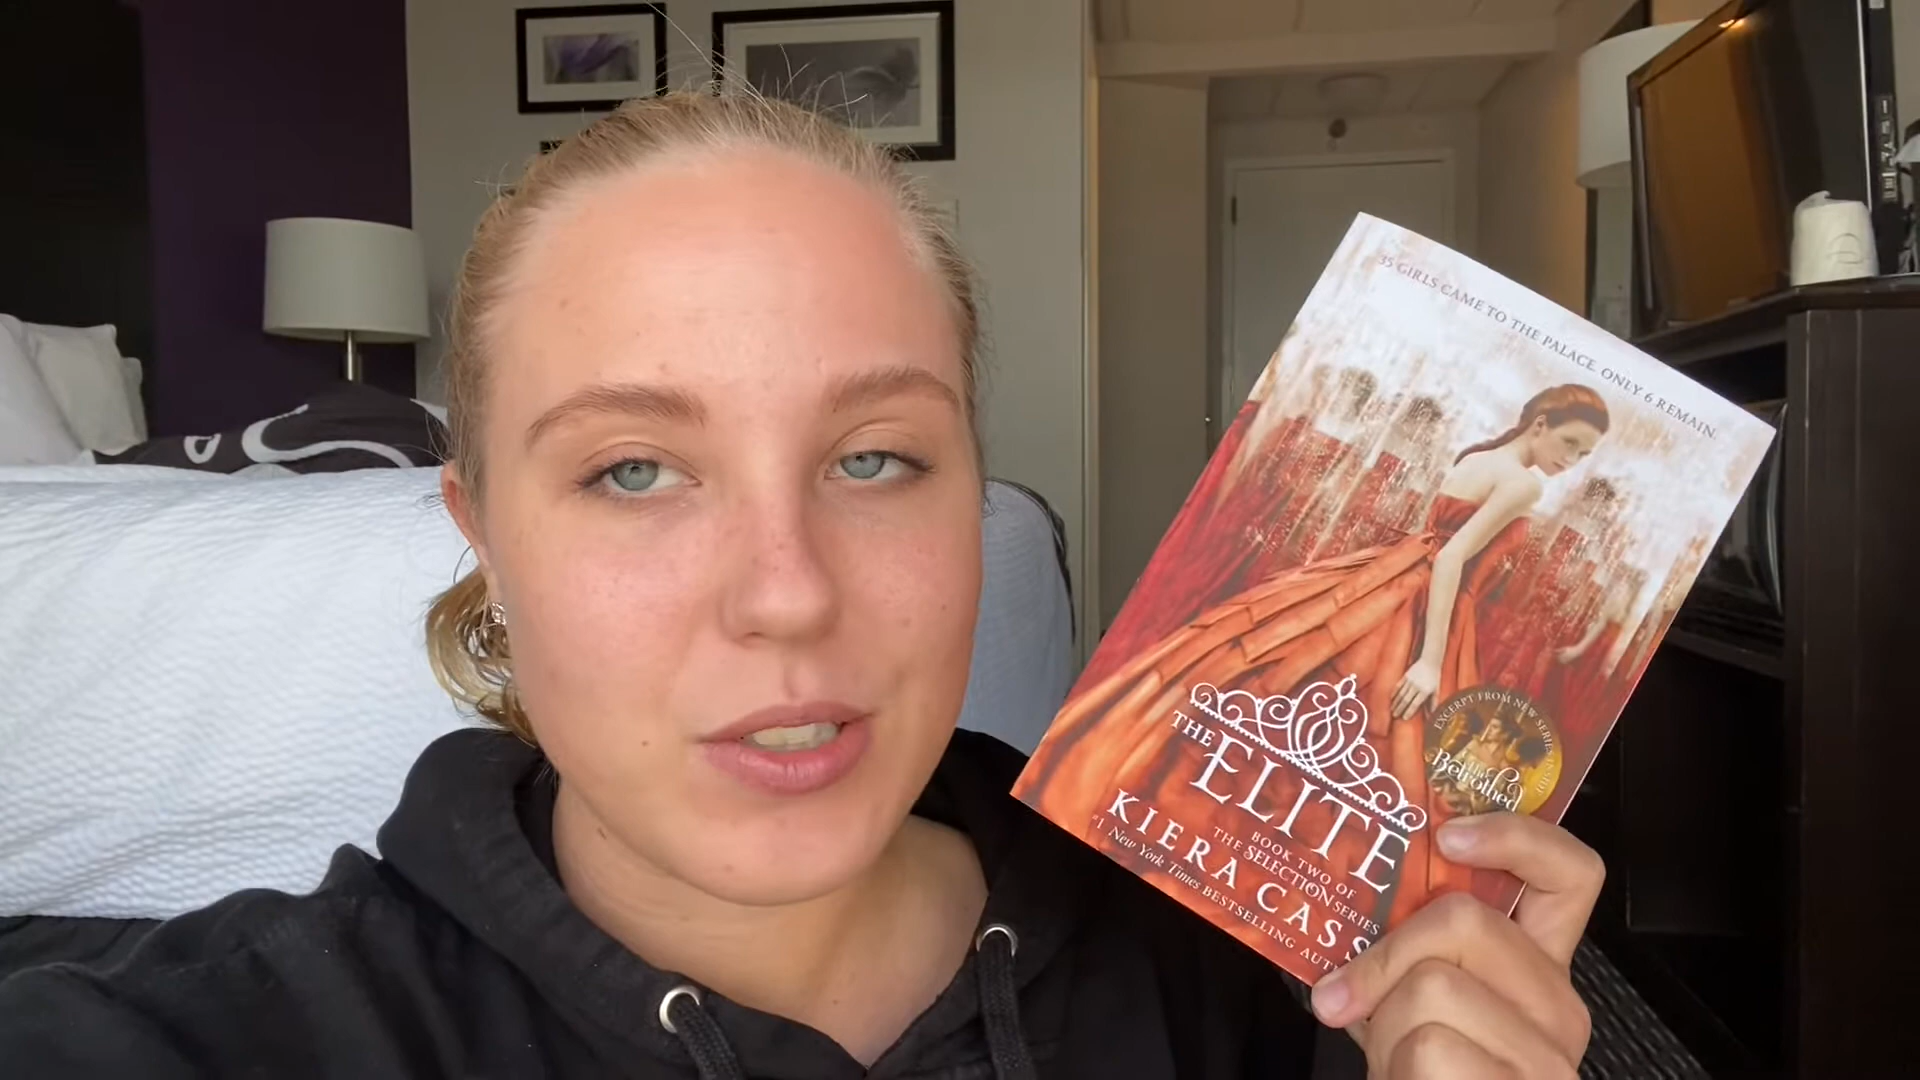 35 GIRLS CAME TO THE PALACE. ONLY 6 REMAIN.
EXCERPT FROM NEW SERIES INSIDE!
The
Betrothed
THE
ELITE
BOOK TWO OF
THE SELECTION SERIES
KIERA CASS
#1 New York Times BESTSELLING